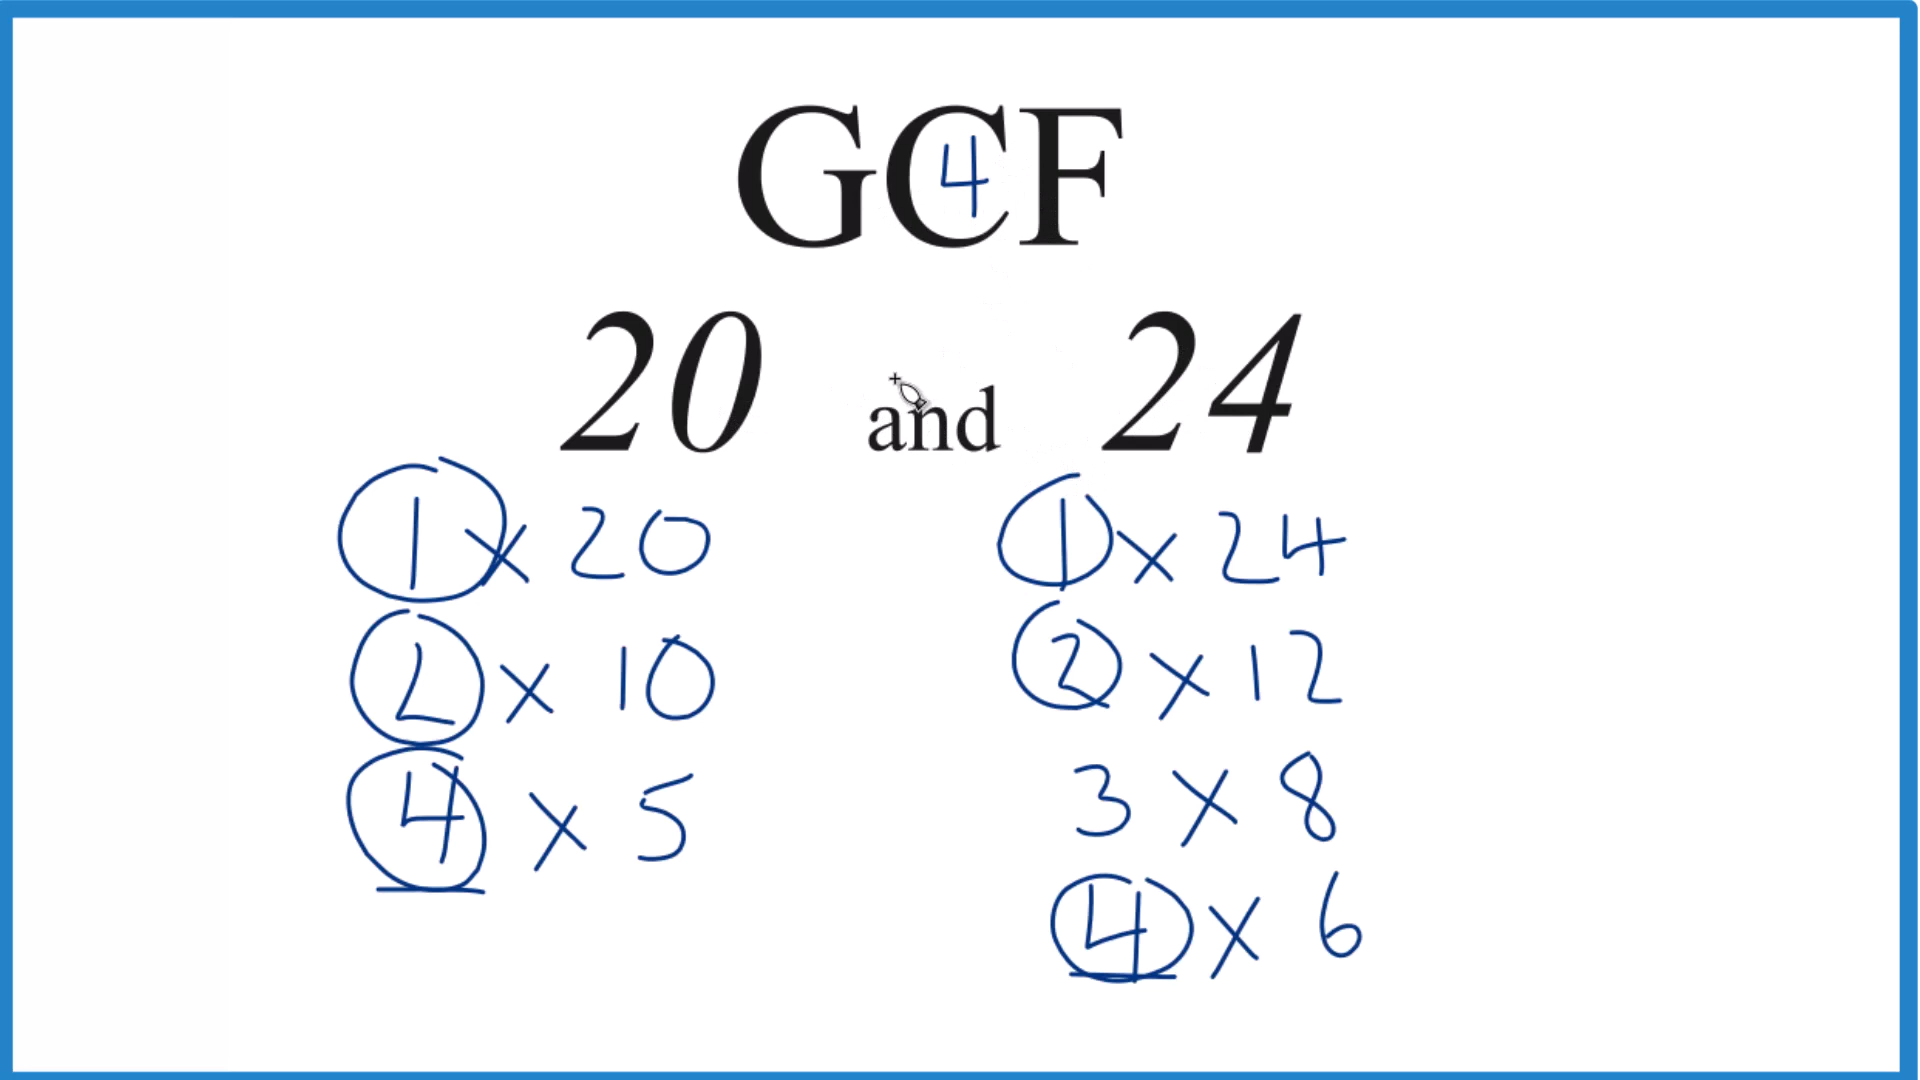 GCF
4
20 and 24
1 x 20
2 x 10
4 x 5
1 x 24
2 x 12
3 x 8
4 x 6